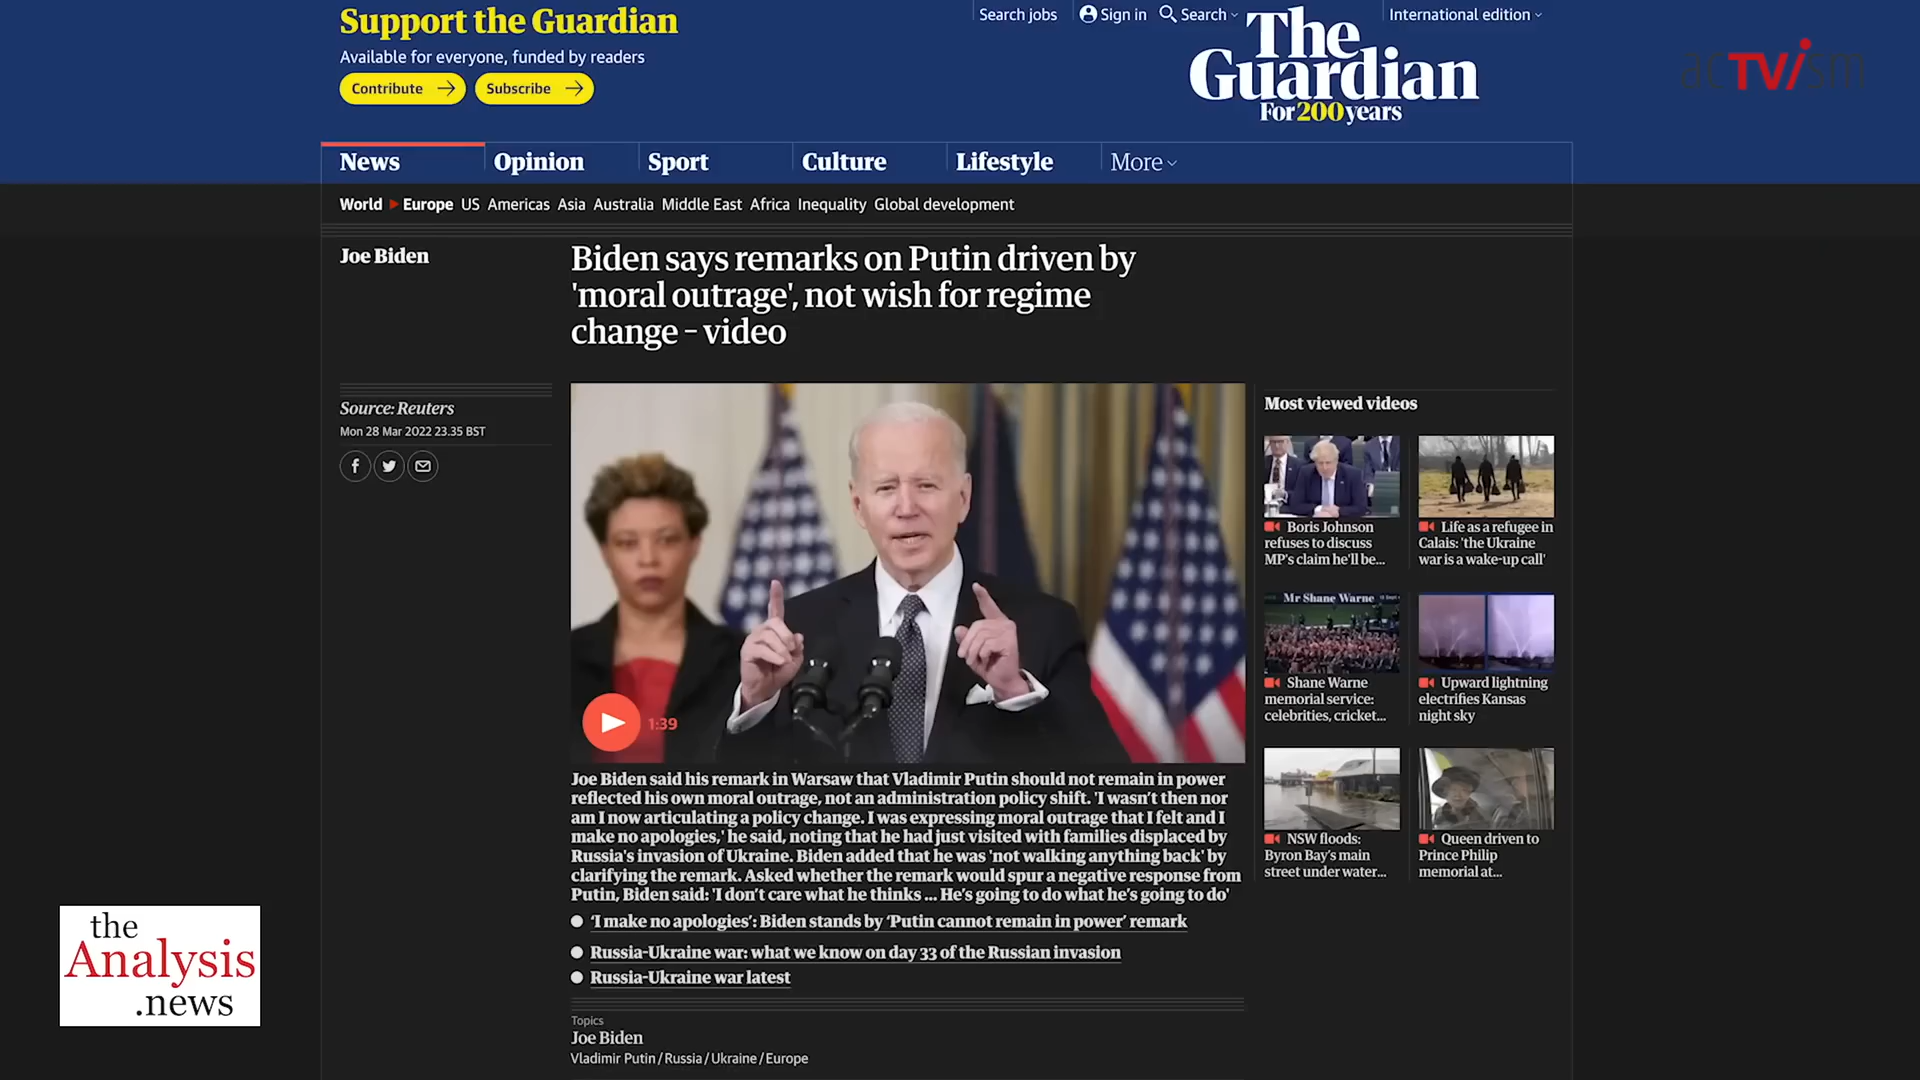 Support the Guardian
Available for everyone, funded by readers
Contribute
Subscribe
Search jobs
Sign in
Search
International edition
The
Guardian
For 200 years
acTVism
News
Opinion
Sport
Culture
Lifestyle
More
World
Europe
US
Americas
Asia
Australia
Middle East
Africa
Inequality
Global development
Joe Biden
Biden says remarks on Putin driven by
'moral outrage', not wish for regime
change – video
Source: Reuters
Mon 28 Mar 2022 23.35 BST
1:39
Joe Biden said his remark in Warsaw that Vladimir Putin should not remain in power
reflected his own moral outrage, not an administration policy shift. 'I wasn't then nor
am I now articulating a policy change. I was expressing moral outrage that I felt and I
make no apologies,' he said, noting that he had just visited with families displaced by
Russia's invasion of Ukraine. Biden added that he was 'not walking anything back' by
clarifying the remark. Asked whether the remark would spur a negative response from
Putin, Biden said: 'I don't care what he thinks ... He's going to do what he's going to do'
'I make no apologies': Biden stands by 'Putin cannot remain in power' remark
Russia-Ukraine war: what we know on day 33 of the Russian invasion
Russia-Ukraine war latest
Topics
Joe Biden
Vladimir Putin / Russia / Ukraine / Europe
Most viewed videos
Boris Johnson
refuses to discuss
MP's claim he'll be...
Life as a refugee in
Calais: 'the Ukraine
war is a wake-up call'
Mr Shane Warne
Shane Warne
memorial service:
celebrities, cricket...
Upward lightning
electrifies Kansas
night sky
NSW floods:
Byron Bay's main
street under water...
Queen driven to
Prince Philip
memorial at...
the
Analysis
.news